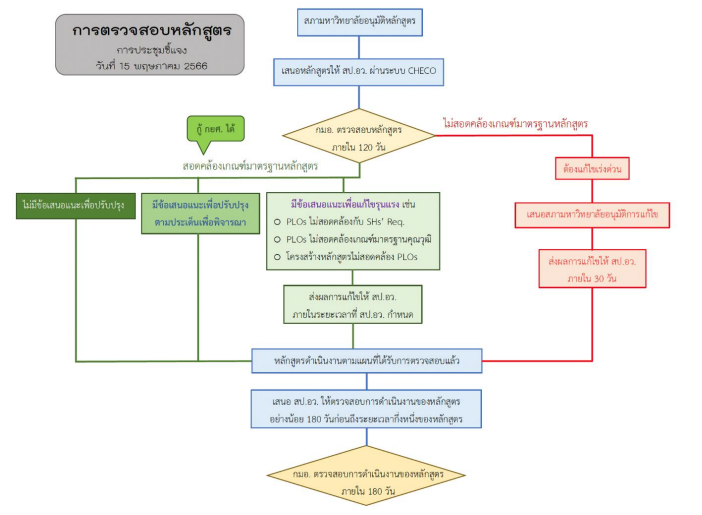 การตรวจสอบหลักสูตร
การประชุมชี้แจง
วันที่ 15 พฤษภาคม 2566
สภามหาวิทยาลัยอนุมัติหลักสูตร
เสนอหลักสูตรให้ สป.อว. ผ่านระบบ CHECO
กมอ. ตรวจสอบหลักสูตร
ภายใน 120 วัน
ไม่สอดคล้องเกณฑ์มาตรฐานหลักสูตร
กู้ กยศ. ได้
สอดคล้องเกณฑ์มาตรฐานหลักสูตร
ต้องแก้ไขเร่งด่วน
ไม่มีข้อเสนอแนะเพื่อปรับปรุง
มีข้อเสนอแนะเพื่อปรับปรุง
ตามประเด็นเพื่อพิจารณา
มีข้อเสนอแนะเพื่อแก้ไขรุนแรง เช่น
PLOs ไม่สอดคล้องกับ SHs' Req.
PLOs ไม่สอดคล้องเกณฑ์มาตรฐานคุณวุฒิ
โครงสร้างหลักสูตรไม่สอดคล้อง PLOs
เสนอสภามหาวิทยาลัยอนุมัติการแก้ไข
ส่งผลการแก้ไขให้ สป.อว.
ภายใน 30 วัน
ส่งผลการแก้ไขให้ สป.อว.
ภายในระยะเวลาที่ สป.อว. กำหนด
หลักสูตรดำเนินงานตามแผนที่ได้รับการตรวจสอบแล้ว
เสนอ สป.อว. ให้ตรวจสอบการดำเนินงานของหลักสูตร
อย่างน้อย 180 วันก่อนถึงระยะเวลากึ่งหนึ่งของหลักสูตร
กมอ. ตรวจสอบการดำเนินงานของหลักสูตร
ภายใน 180 วัน